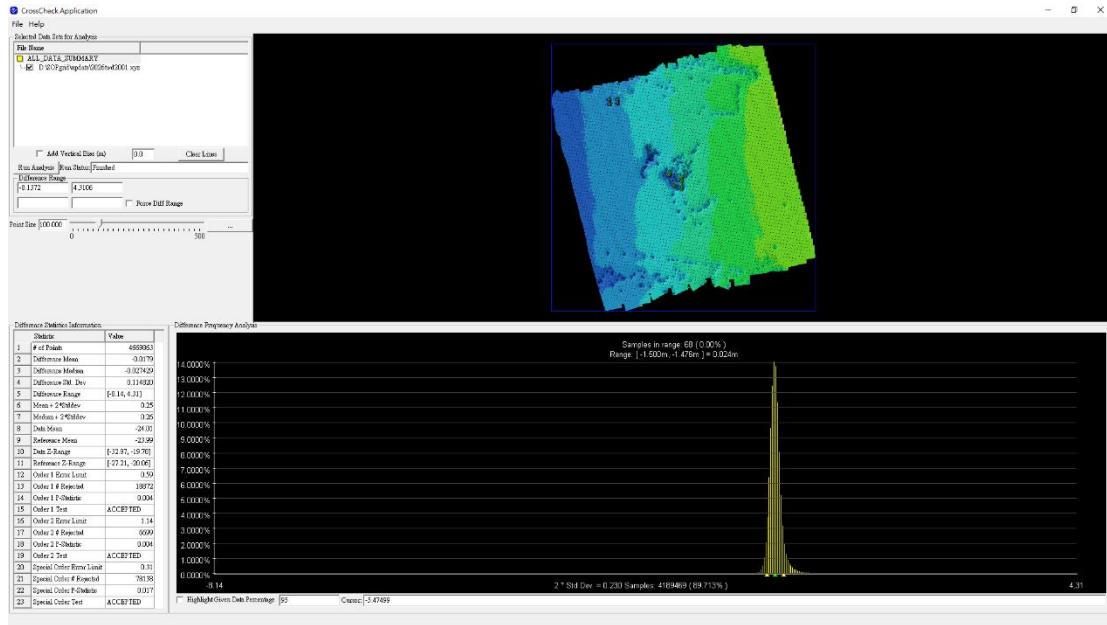 CrossCheck Application
File Help
Selected Data Sets for Analysis
File Name
ALL_DATA_SUMMARY
Add Vertical Bias (m) 0.0 Clear Lines
Run Analysis Run Status: Finished
Difference Range
-8.1372 4.3106
Force Diff Range
Point Size 100.000 ...
0 500
Difference Statistics Information
Statistic Value
1 # of Points 4669063
2 Difference Mean -0.0179
3 Difference Median -0.027429
4 Difference Std. Dev 0.114820
5 Difference Range [-8.14, 4.31]
6 Mean + 2*Stddev 0.25
7 Median + 2*Stddev 0.26
8 Data Mean -24.01
9 Reference Mean -23.99
10 Data Z-Range [-32.97, -19.70]
11 Reference Z-Range [-27.21, -20.06]
12 Order 1 Error Limit 0.59
13 Order 1 # Rejected 18872
14 Order 1 P-Statistic 0.004
15 Order 1 Test ACCEPTED
16 Order 2 Error Limit 1.14
17 Order 2 # Rejected 6699
18 Order 2 P-Statistic 0.004
19 Order 2 Test ACCEPTED
20 Special Order Error Limit 0.31
21 Special Order # Rejected 78138
22 Special Order P-Statistic 0.017
23 Special Order Test ACCEPTED
Difference Frequency Analysis
Samples in range: 68 (0.00% )
Range: [ -1.500m, -1.476m ] = 0.024m
14.0000%
13.0000%
12.0000%
11.0000%
10.0000%
9.0000%
8.0000%
7.0000%
6.0000%
5.0000%
4.0000%
3.0000%
2.0000%
1.0000%
0.0000%
-8.14 2 * Std Dev. = 0.230 Samples: 4189469 ( 89.713% ) 4.31
Highlight Given Data Percentage 95 Cursor: -5.47499